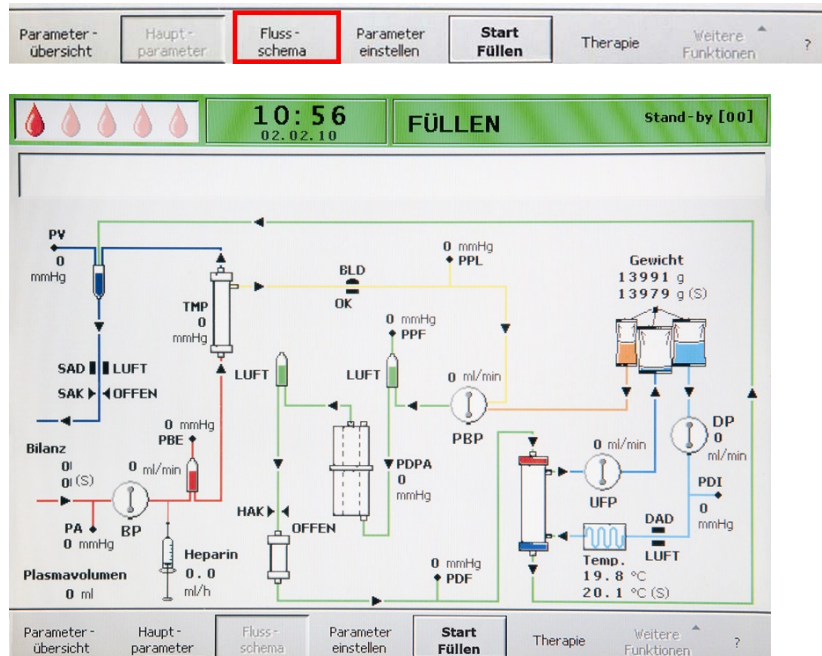 Parameter-
übersicht
Haupt-
parameter
Fluss-
schema
Parameter
einstellen
Start
Füllen
Therapie
Weitere
Funktionen
?
10:56
02.02.10
FÜLLEN
Stand-by [00]
PV
0
mmHg
TMP
0
mmHg
BLD
OK
0 mmHg
PPL
Gewicht
13991 g
13979 g (S)
0 mmHg
PPF
LUFT
LUFT
SAD LUFT
SAK OFFEN
0 ml/min
PBP
DP
0
ml/min
0 mmHg
PBE
Bilanz
0l
0l (S)
0 ml/min
BP
PA
0 mmHg
PDPA
0
mmHg
0 ml/min
UFP
PDI
0
mmHg
HAK
OFFEN
DAD
LUFT
Heparin
0.0
ml/h
Plasmavolumen
0 ml
0 mmHg
PDF
Temp.
19.8 °C
20.1 °C (S)
Parameter-
übersicht
Haupt-
parameter
Fluss-
schema
Parameter
einstellen
Start
Füllen
Therapie
Weitere
Funktionen
?